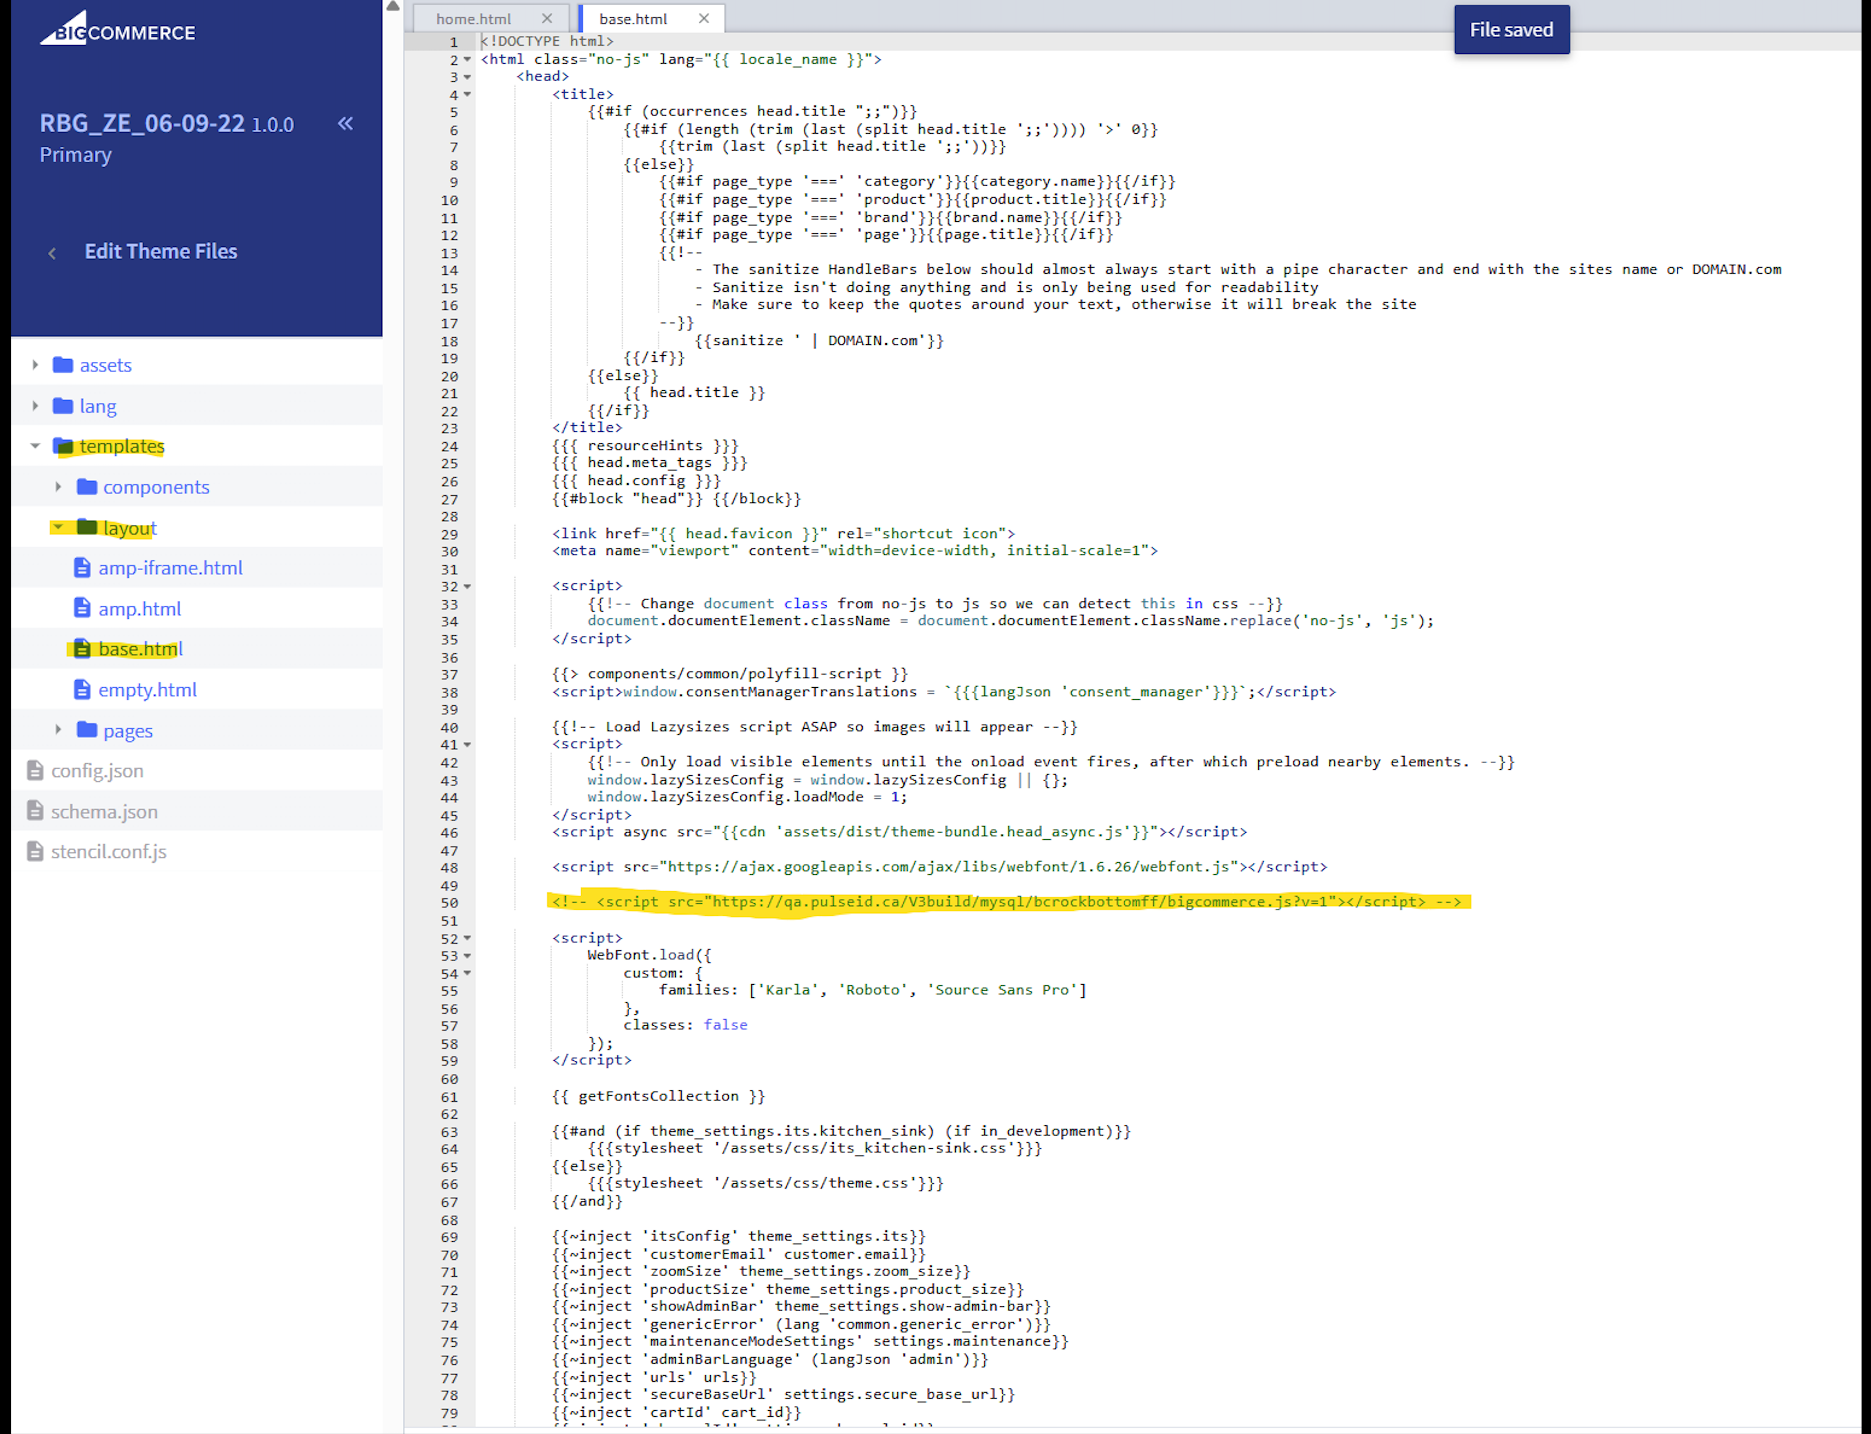 BIGCOMMERCE
RBG_ZE_06-09-22 1.0.0
Primary
Edit Theme Files
assets
lang
templates
components
layout
amp-iframe.html
amp.html
base.html
empty.html
pages
config.json
schema.json
stencil.conf.js
home.html
base.html
File saved
1 <!DOCTYPE html>
2 <html class="no-js" lang="{{ locale_name }}">
3 <head>
4 <title>
5 {{#if (occurrences head.title ";;")}}
6 {{#if (length (trim (last (split head.title ';;')))) '>' 0}}
7 {{trim (last (split head.title ';;'))}}
8 {{else}}
9 {{#if page_type '===' 'category'}}{{category.name}}{{/if}}
10 {{#if page_type '===' 'product'}}{{product.title}}{{/if}}
11 {{#if page_type '===' 'brand'}}{{brand.name}}{{/if}}
12 {{#if page_type '===' 'page'}}{{page.title}}{{/if}}
13 {{!--
14 - The sanitize HandleBars below should almost always start with a pipe character and end with the sites name or DOMAIN.com
15 - Sanitize isn't doing anything and is only being used for readability
16 - Make sure to keep the quotes around your text, otherwise it will break the site
17 --}}
18 {{sanitize ' | DOMAIN.com'}}
19 {{/if}}
20 {{else}}
21 {{ head.title }}
22 {{/if}}
23 </title>
24 {{{ resourceHints }}}
25 {{{ head.meta_tags }}}
26 {{{ head.config }}}
27 {{#block "head"}} {{/block}}
28
29 <link href="{{ head.favicon }}" rel="shortcut icon">
30 <meta name="viewport" content="width=device-width, initial-scale=1">
31
32 <script>
33 {{!-- Change document class from no-js to js so we can detect this in css --}}
34 document.documentElement.className = document.documentElement.className.replace('no-js', 'js');
35 </script>
36
37 {{> components/common/polyfill-script }}
38 <script>window.consentManagerTranslations = `{{{langJson 'consent_manager'}}}`;</script>
39
40 {{!-- Load Lazysizes script ASAP so images will appear --}}
41 <script>
42 {{!-- Only load visible elements until the onload event fires, after which preload nearby elements. --}}
43 window.lazySizesConfig = window.lazySizesConfig || {};
44 window.lazySizesConfig.loadMode = 1;
45 </script>
46 <script async src="{{cdn 'assets/dist/theme-bundle.head_async.js'}}"></script>
47
48 <script src="https://ajax.googleapis.com/ajax/libs/webfont/1.6.26/webfont.js"></script>
49
50 <!-- <script src="https://qa.pulseid.ca/V3build/mysql/bcrockbottomff/bigcommerce.js?v=1"></script> -->
51
52 <script>
53 WebFont.load({
54 custom: {
55 families: ['Karla', 'Roboto', 'Source Sans Pro']
56 },
57 classes: false
58 });
59 </script>
60
61 {{ getFontsCollection }}
62
63 {{#and (if theme_settings.its.kitchen_sink) (if in_development)}}
64 {{{stylesheet '/assets/css/its_kitchen-sink.css'}}}
65 {{else}}
66 {{{stylesheet '/assets/css/theme.css'}}}
67 {{/and}}
68
69 {{~inject 'itsConfig' theme_settings.its}}
70 {{~inject 'customerEmail' customer.email}}
71 {{~inject 'zoomSize' theme_settings.zoom_size}}
72 {{~inject 'productSize' theme_settings.product_size}}
73 {{~inject 'showAdminBar' theme_settings.show-admin-bar}}
74 {{~inject 'genericError' (lang 'common.generic_error')}}
75 {{~inject 'maintenanceModeSettings' settings.maintenance}}
76 {{~inject 'adminBarLanguage' (langJson 'admin')}}
77 {{~inject 'urls' urls}}
78 {{~inject 'secureBaseUrl' settings.secure_base_url}}
79 {{~inject 'cartId' cart_id}}